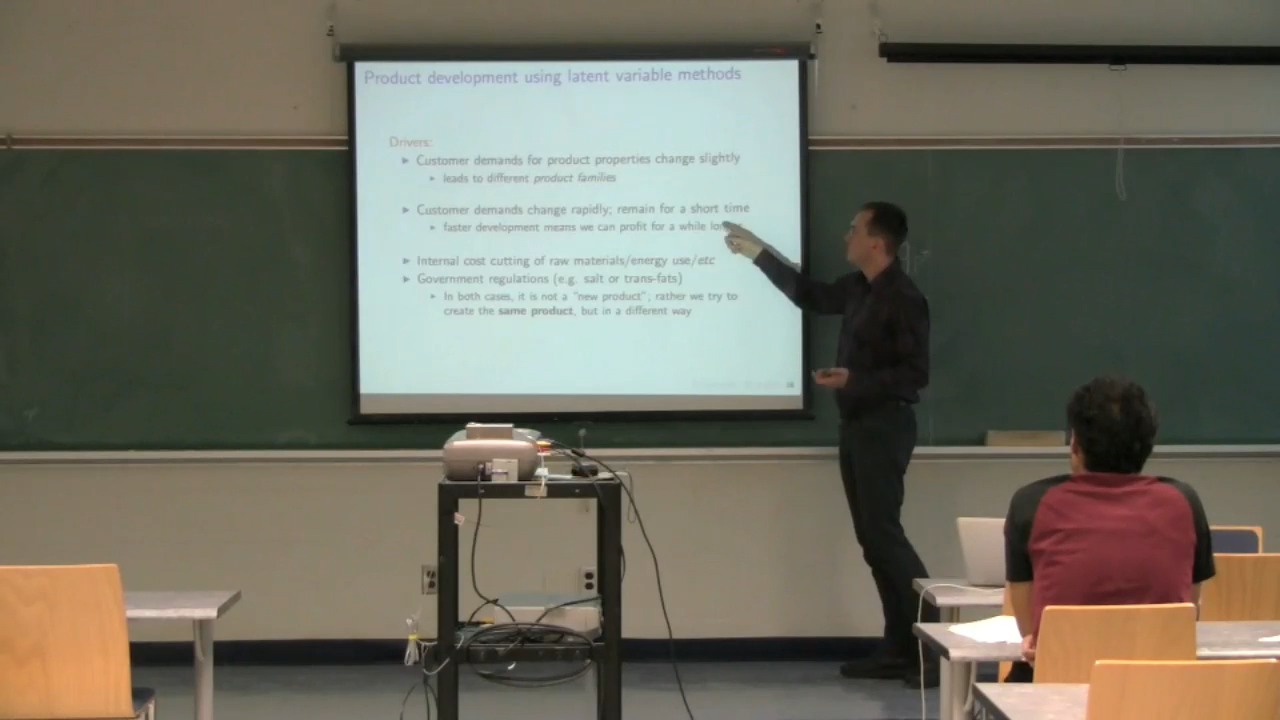 Product development using latent variable methods
Drivers:
► Customer demands for product properties change slightly
► leads to different product families
► Customer demands change rapidly; remain for a short time
► faster development means we can profit for a while
► Internal cost cutting of raw materials/energy use/etc
► Government regulations (e.g. salt or trans-fats)
► In both cases, it is not a "new product"; rather we try to
create the same product, but in a different way